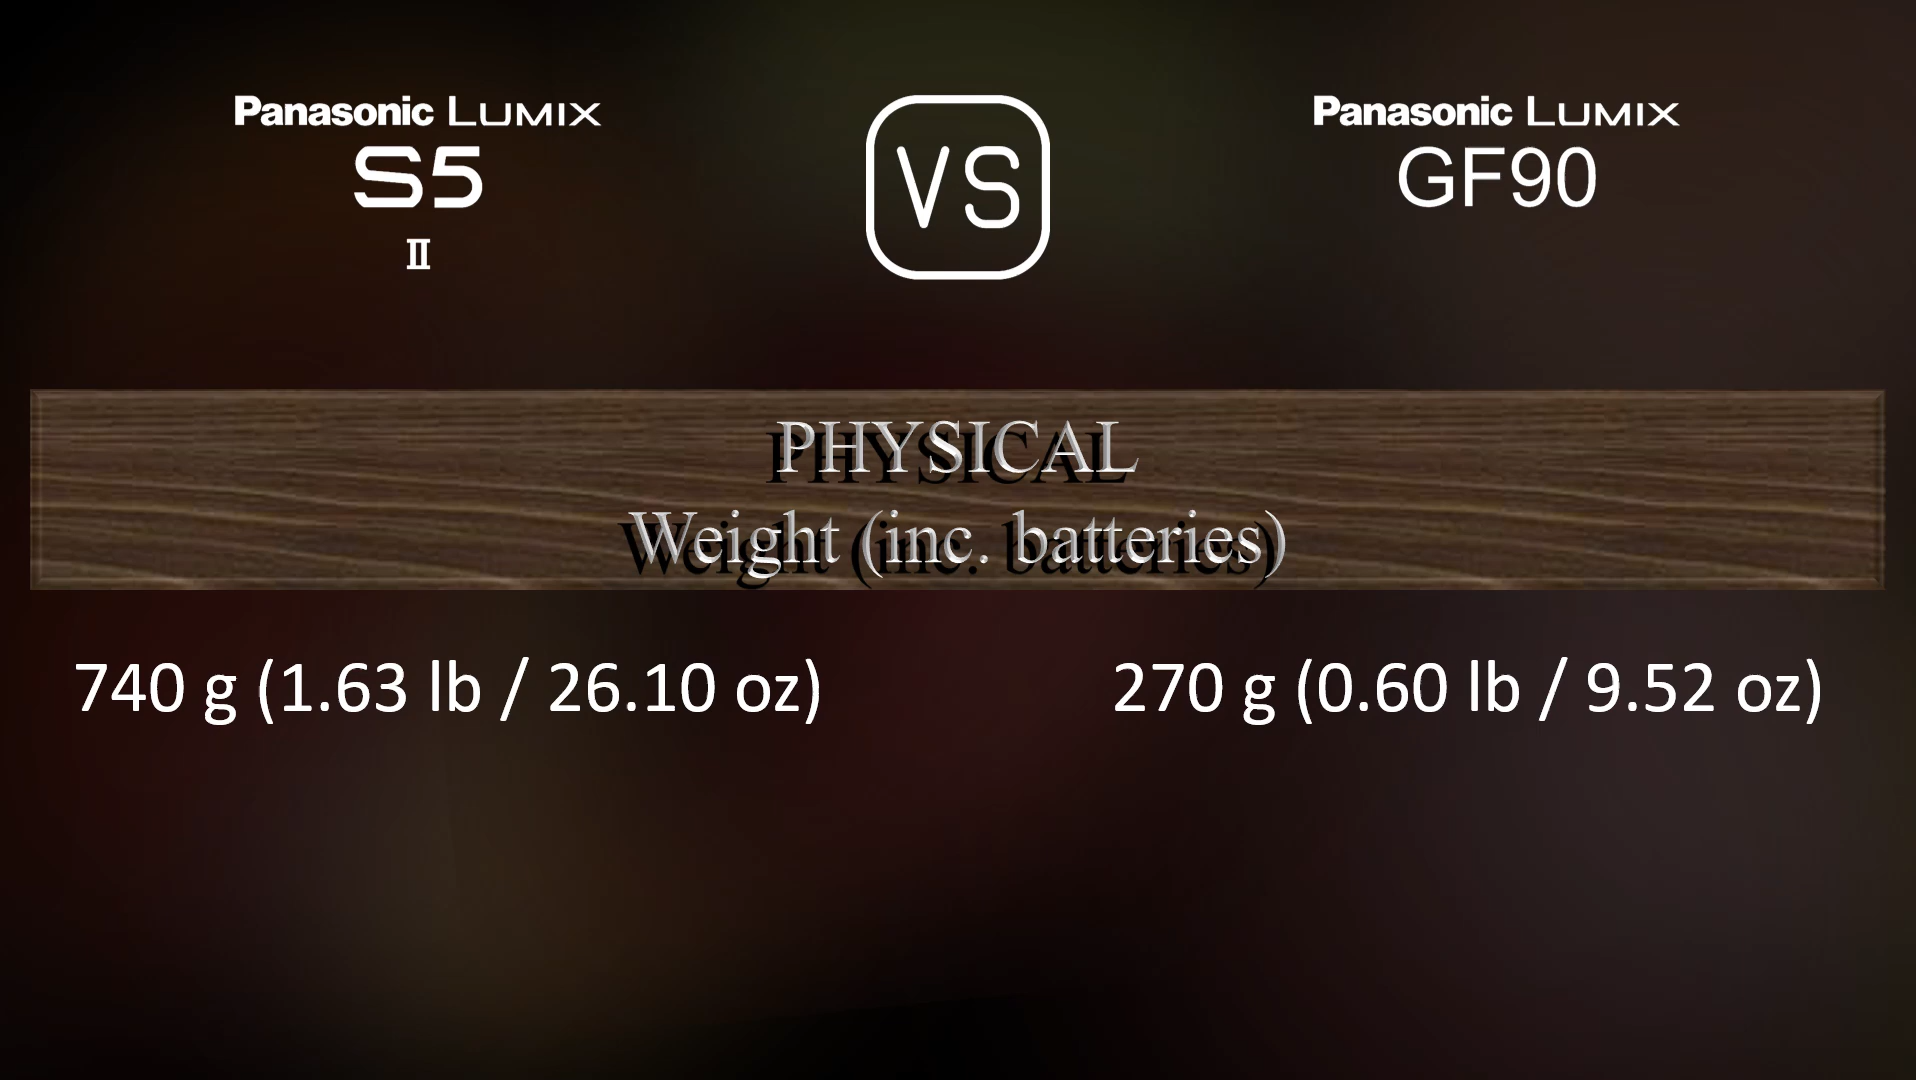 Panasonic LUMIX
S5
II
VS
Panasonic LUMIX
GF90
PHYSICAL
Weight (inc. batteries)
740 g (1.63 lb / 26.10 oz)
270 g (0.60 lb / 9.52 oz)